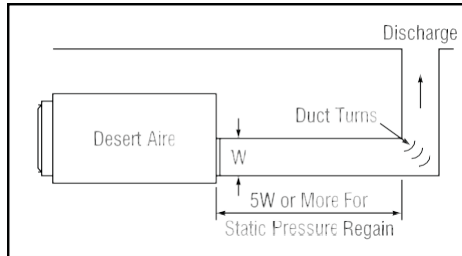 Discharge
Duct Turns
Desert Aire
W
5W or More For
Static Pressure Regain